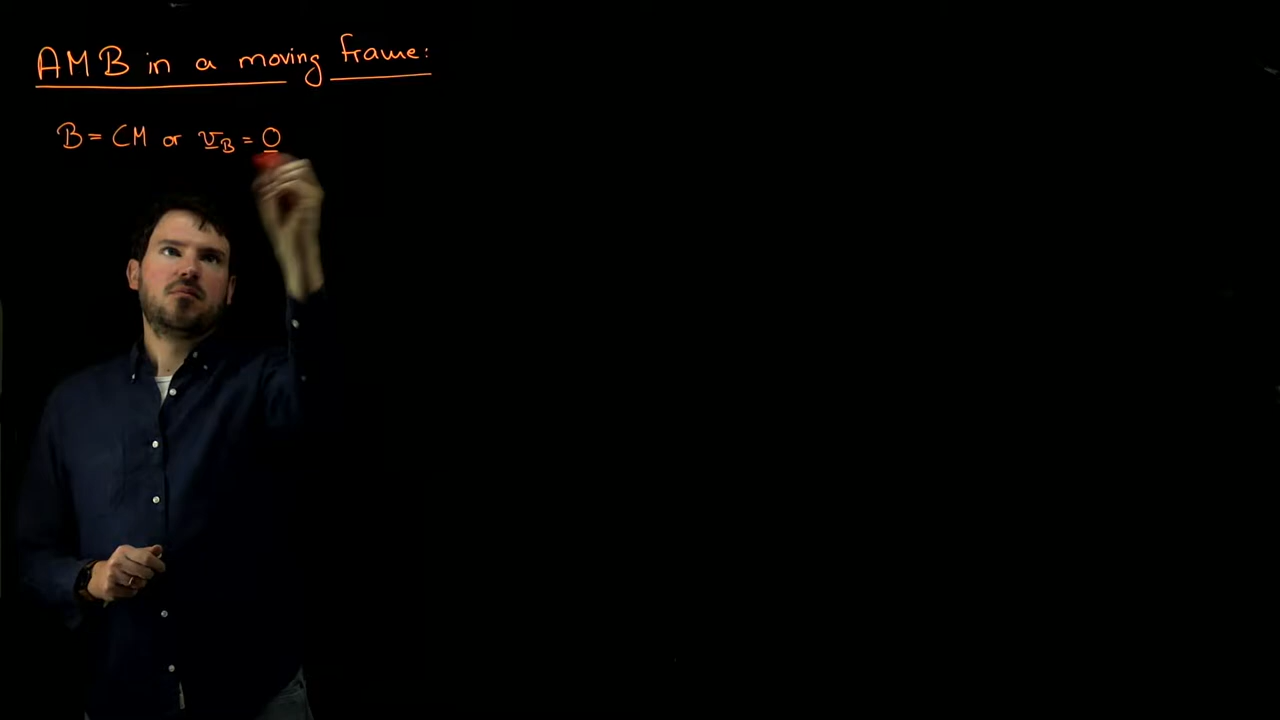 AMB in a moving frame:
B = CM or v_B = 0